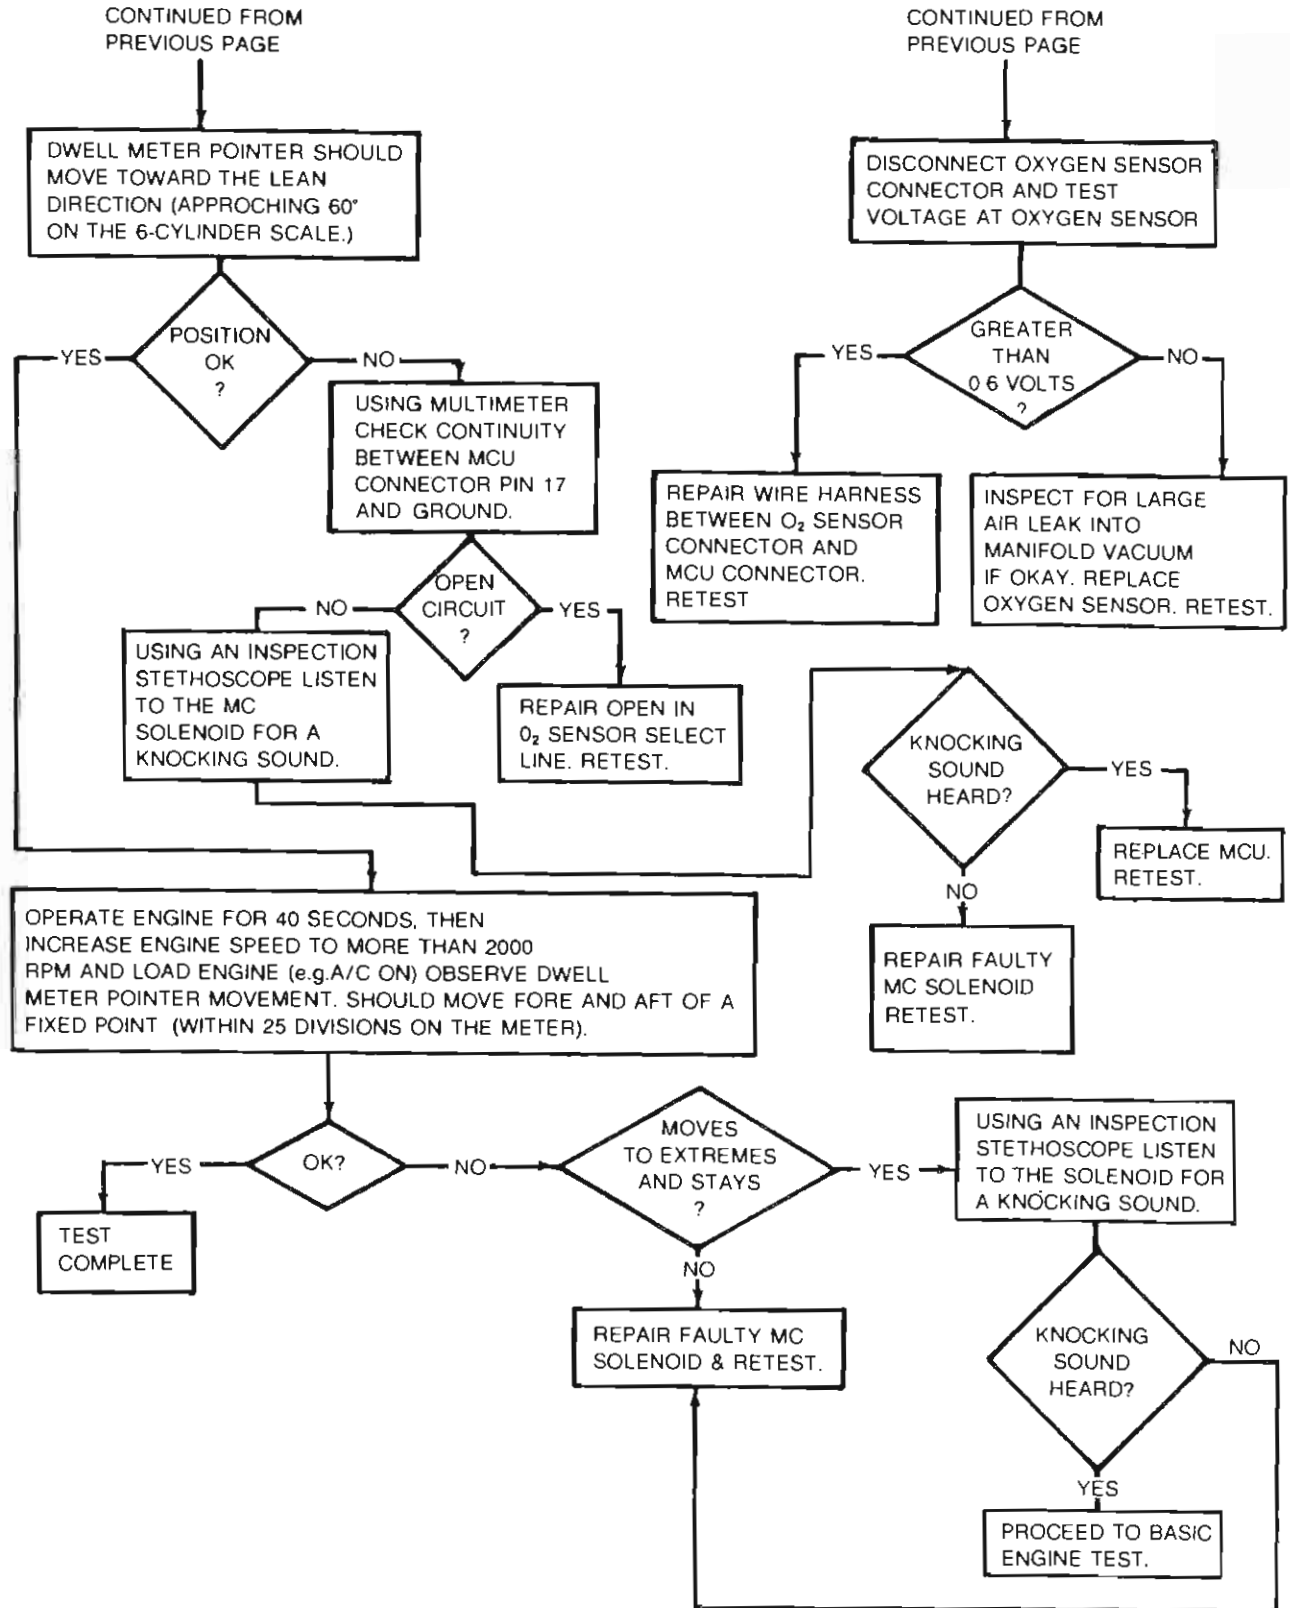 CONTINUED FROM
PREVIOUS PAGE
DWELL METER POINTER SHOULD
MOVE TOWARD THE LEAN
DIRECTION (APPROCHING 60°
ON THE 6-CYLINDER SCALE.)
POSITION
OK
?
YES
NO
USING MULTIMETER
CHECK CONTINUITY
BETWEEN MCU
CONNECTOR PIN 17
AND GROUND.
OPEN
CIRCUIT
?
NO
YES
USING AN INSPECTION
STETHOSCOPE LISTEN
TO THE MC
SOLENOID FOR A
KNOCKING SOUND.
REPAIR OPEN IN
0₂ SENSOR SELECT
LINE. RETEST.
CONTINUED FROM
PREVIOUS PAGE
DISCONNECT OXYGEN SENSOR
CONNECTOR AND TEST
VOLTAGE AT OXYGEN SENSOR
GREATER
THAN
0 6 VOLTS
?
YES
NO
REPAIR WIRE HARNESS
BETWEEN O₂ SENSOR
CONNECTOR AND
MCU CONNECTOR.
RETEST
INSPECT FOR LARGE
AIR LEAK INTO
MANIFOLD VACUUM
IF OKAY. REPLACE
OXYGEN SENSOR. RETEST.
KNOCKING
SOUND
HEARD?
YES
REPLACE MCU.
RETEST.
NO
REPAIR FAULTY
MC SOLENOID
RETEST.
OPERATE ENGINE FOR 40 SECONDS, THEN
INCREASE ENGINE SPEED TO MORE THAN 2000
RPM AND LOAD ENGINE (e.g.A/C ON) OBSERVE DWELL
METER POINTER MOVEMENT. SHOULD MOVE FORE AND AFT OF A
FIXED POINT (WITHIN 25 DIVISIONS ON THE METER).
OK?
YES
NO
TEST
COMPLETE
MOVES
TO EXTREMES
AND STAYS
?
YES
NO
REPAIR FAULTY MC
SOLENOID & RETEST.
USING AN INSPECTION
STETHOSCOPE LISTEN
TO THE SOLENOID FOR
A KNOCKING SOUND.
KNOCKING
SOUND
HEARD?
NO
YES
PROCEED TO BASIC
ENGINE TEST.